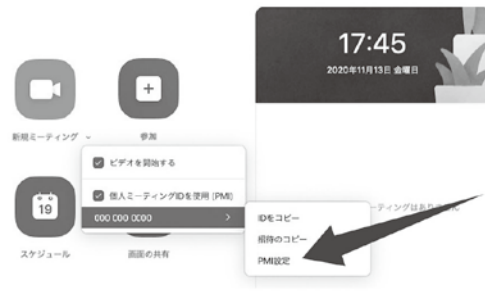 17:45
2020年11月13日 金曜日
新規ミーティング
参加
ビデオを開始する
個人ミーティングIDを使用 (PMI)
000 000 0000
19
スケジュール
画面の共有
IDをコピー
招待のコピー
PMI設定
ーティングはありません